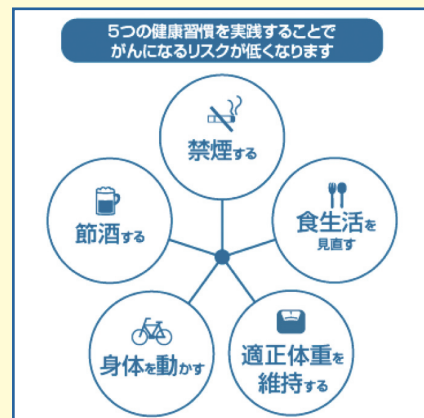 5つの健康習慣を実践することで
がんになるリスクが低くなります
禁煙する
節酒する
食生活を
見直す
身体を動かす
適正体重を
維持する